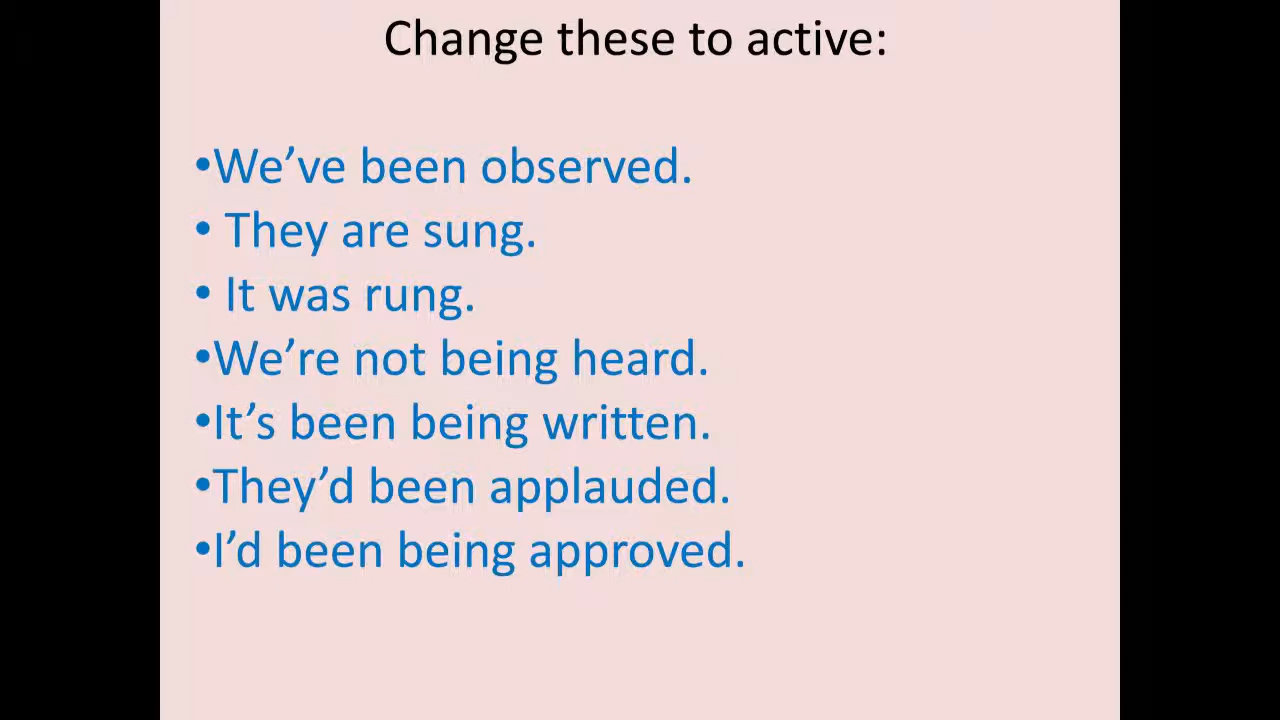 Change these to active:
•We’ve been observed.
• They are sung.
• It was rung.
•We’re not being heard.
•It’s been being written.
•They’d been applauded.
•I’d been being approved.